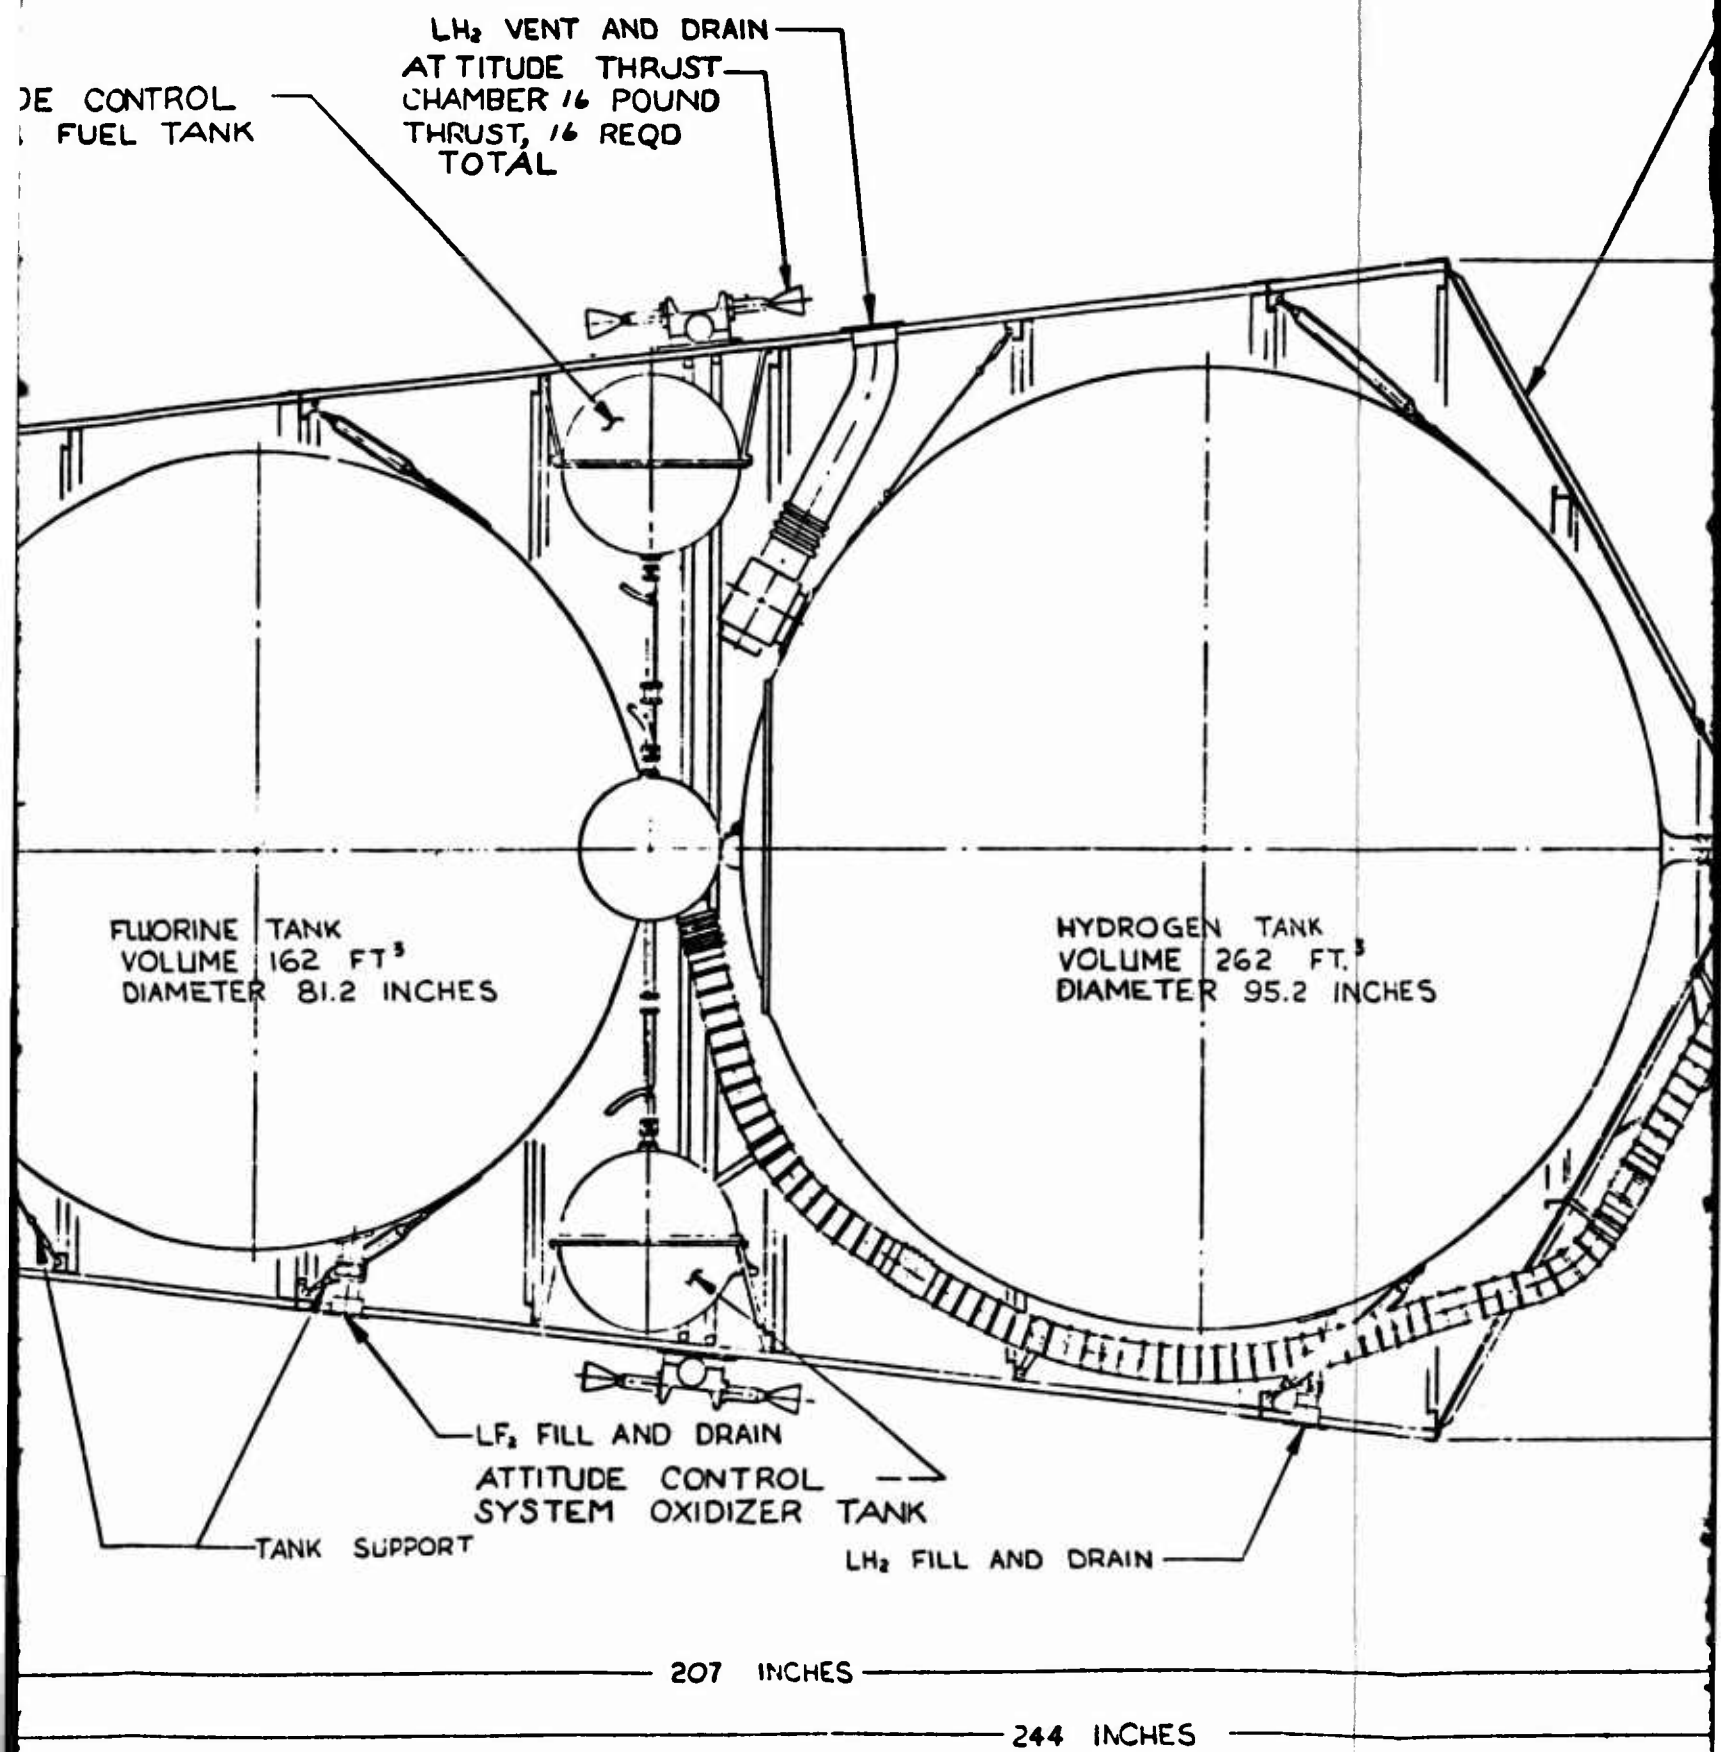 LH₂ VENT AND DRAIN
ATTITUDE THRUST
CHAMBER 16 POUND
THRUST, 16 REQD
TOTAL
DE CONTROL
FUEL TANK
FLUORINE TANK
VOLUME 162 FT³
DIAMETER 81.2 INCHES
HYDROGEN TANK
VOLUME 262 FT.³
DIAMETER 95.2 INCHES
LF₂ FILL AND DRAIN
ATTITUDE CONTROL
SYSTEM OXIDIZER TANK
TANK SUPPORT
LH₂ FILL AND DRAIN
207 INCHES
244 INCHES